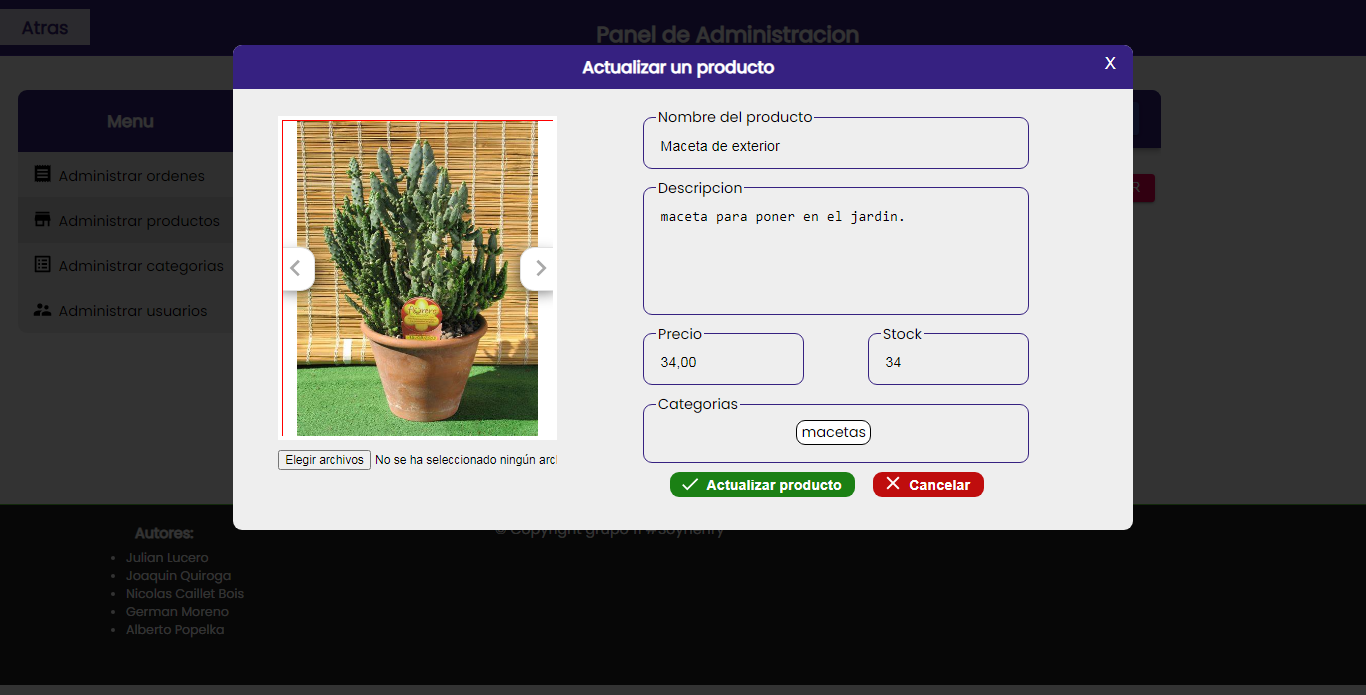 Atras
Panel de Administracion
Actualizar un producto
X
Menu
Administrar ordenes
Administrar productos
Administrar categorias
Administrar usuarios
R
Nombre del producto
Maceta de exterior
Descripcion
maceta para poner en el jardin.
Precio
34,00
Stock
34
Categorias
macetas
Elegir archivos
No se ha seleccionado ningún arc
Actualizar producto
Cancelar
Autores:
Julian Lucero
Joaquin Quiroga
Nicolas Caillet Bois
German Moreno
Alberto Popelka
© Copyright grupo